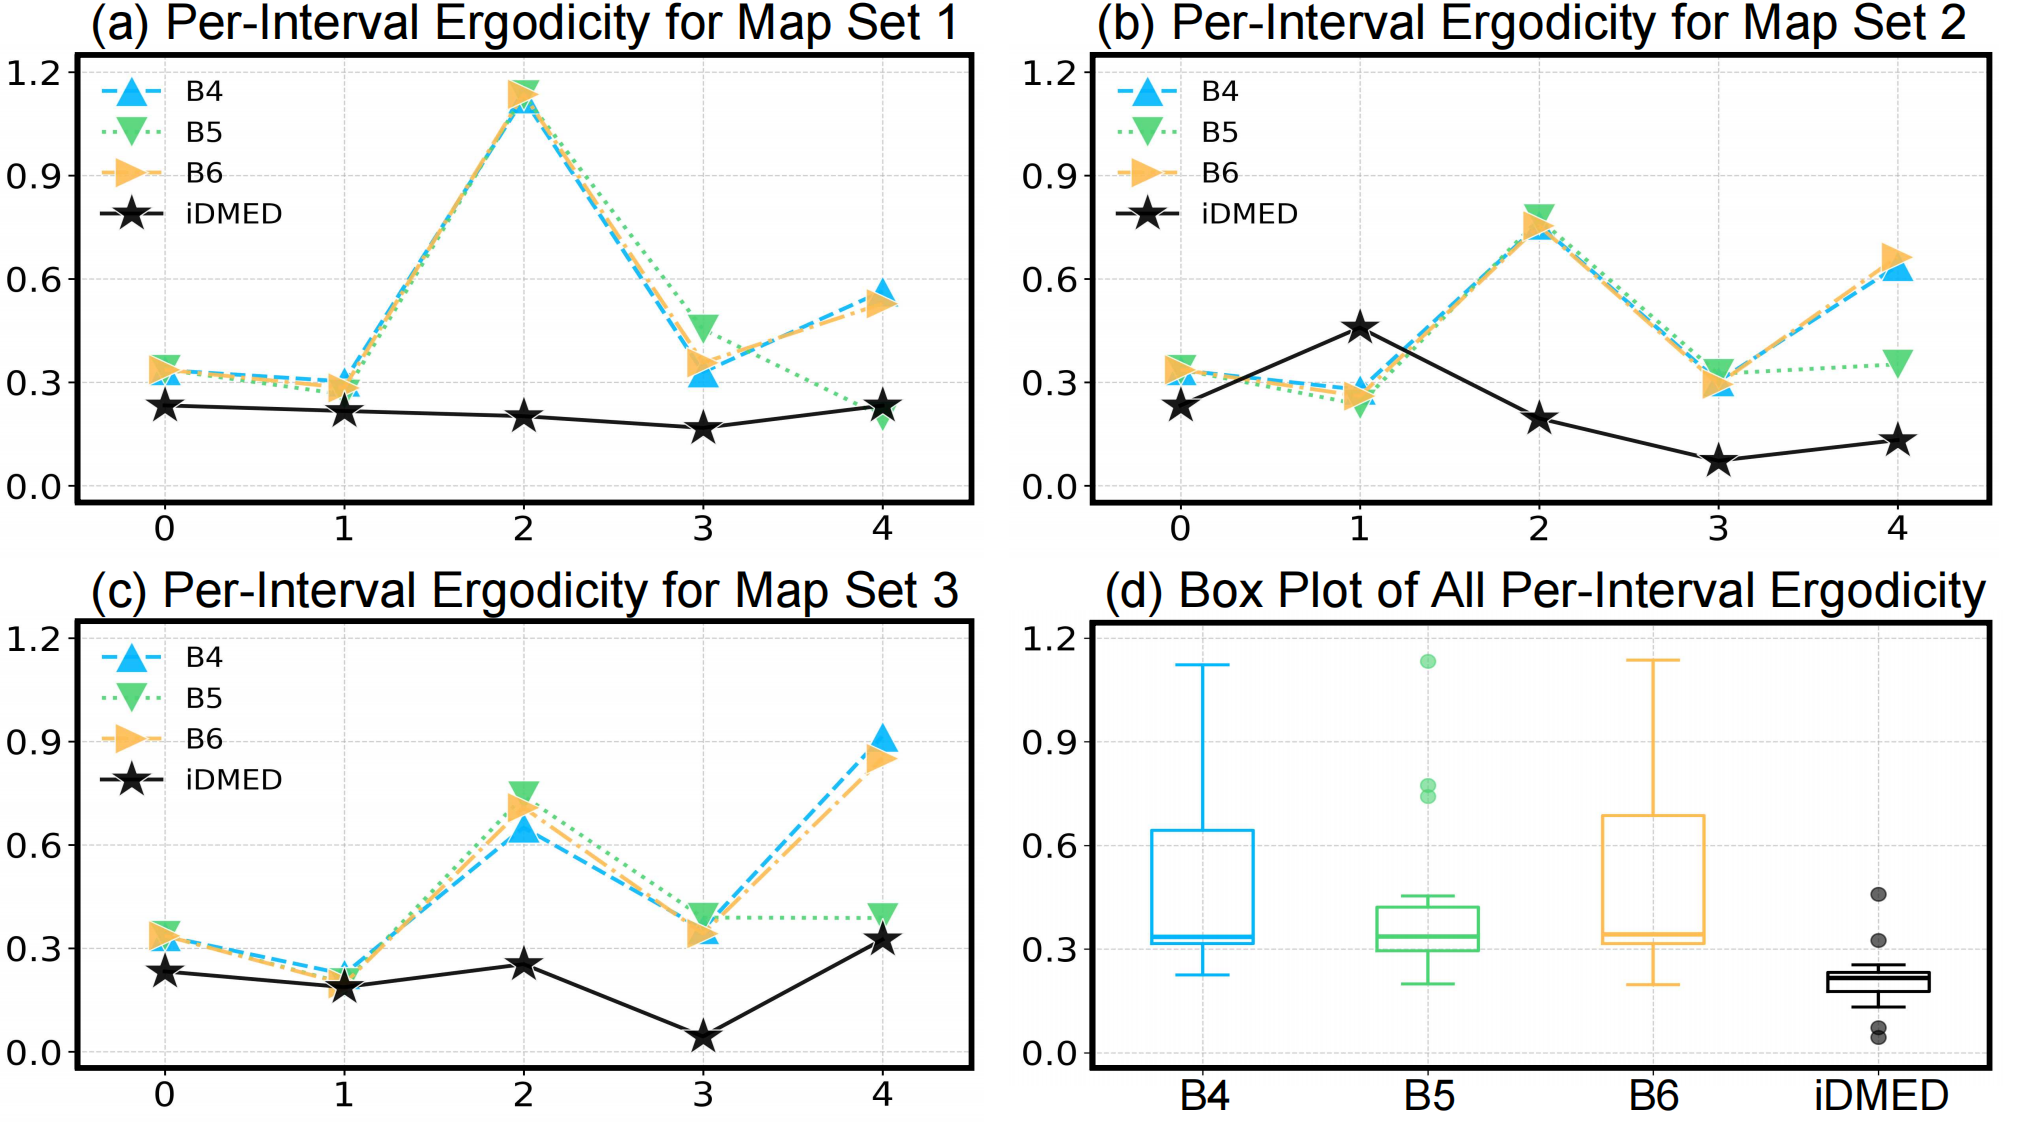 (a) Per-Interval Ergodicity for Map Set 1
1.2
0.9
0.6
0.3
0.0
B4
B5
B6
iDMED
0 1 2 3 4
(b) Per-Interval Ergodicity for Map Set 2
1.2
0.9
0.6
0.3
0.0
B4
B5
B6
iDMED
0 1 2 3 4
(c) Per-Interval Ergodicity for Map Set 3
1.2
0.9
0.6
0.3
0.0
B4
B5
B6
iDMED
0 1 2 3 4
(d) Box Plot of All Per-Interval Ergodicity
1.2
0.9
0.6
0.3
0.0
B4 B5 B6 iDMED